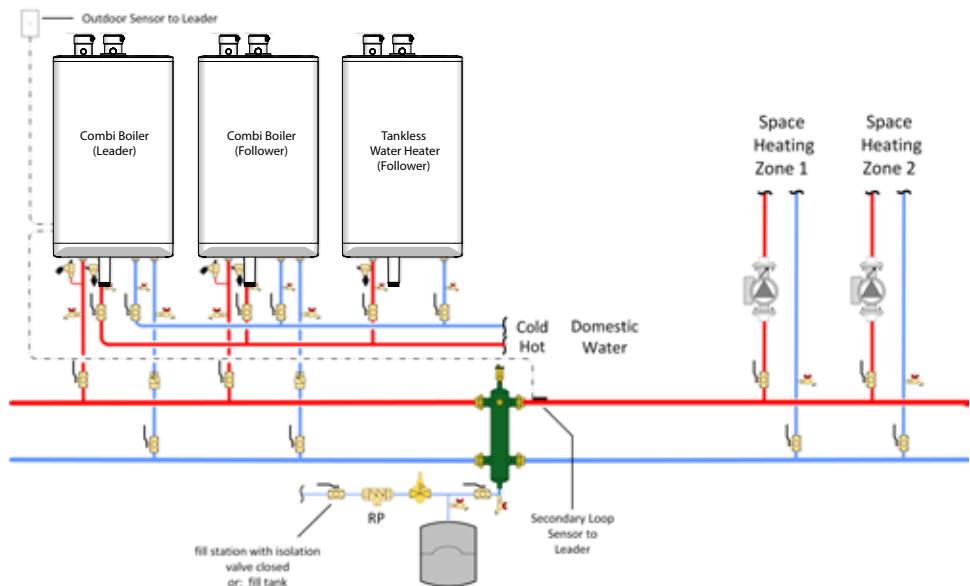 Outdoor Sensor to Leader
Combi Boiler
(Leader)
Combi Boiler
(Follower)
Tankless
Water Heater
(Follower)
Space
Heating
Zone 1
Space
Heating
Zone 2
Cold
Hot
Domestic
Water
RP
Secondary Loop
Sensor to
Leader
fill station with isolation
valve closed
or: fill tank